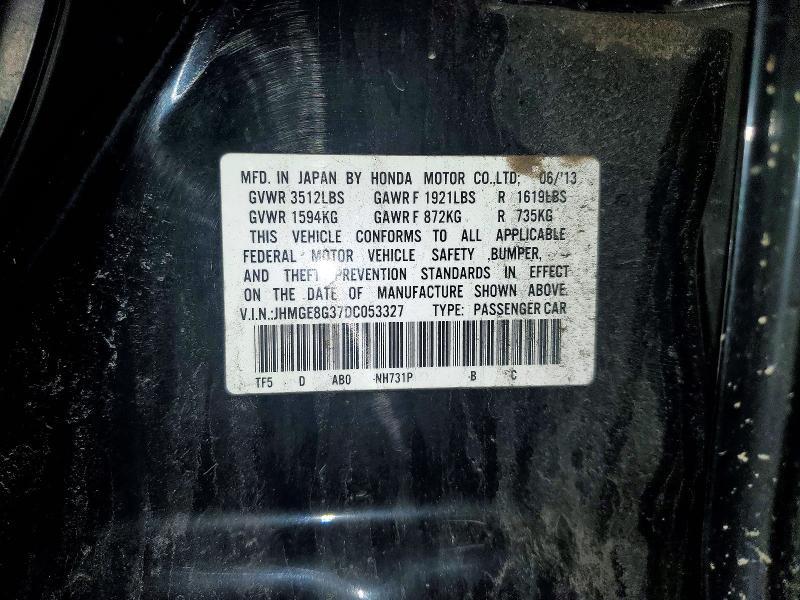 MFD. IN JAPAN BY HONDA MOTOR CO.,LTD; 06/'13
GVWR 3512LBS GAWR F 1921LBS R 1619LBS
GVWR 1594KG GAWR F 872KG R 735KG
THIS VEHICLE CONFORMS TO ALL APPLICABLE
FEDERAL MOTOR VEHICLE SAFETY ,BUMPER,
AND THEFT PREVENTION STANDARDS IN EFFECT
ON THE DATE OF MANUFACTURE SHOWN ABOVE.
V.I.N.:JHMGE8G37DC053327 TYPE: PASSENGER CAR
TF5 D AB0 -NH731P -B C